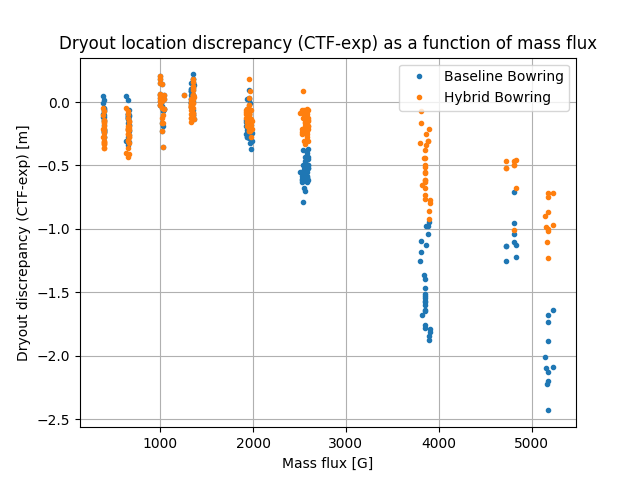 Dryout location discrepancy (CTF-exp) as a function of mass flux
Baseline Bowring
Hybrid Bowring
0.0
−0.5
−1.0
−1.5
−2.0
−2.5
Dryout discrepancy (CTF-exp) [m]
1000 2000 3000 4000 5000
Mass flux [G]